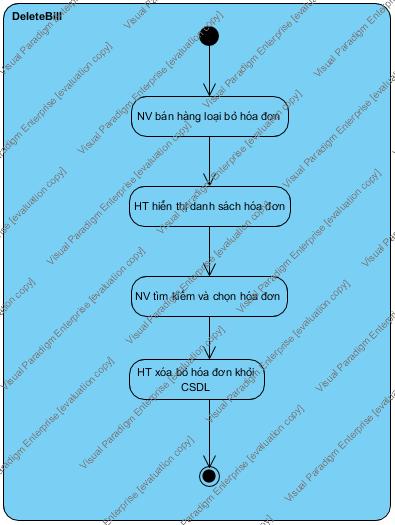 DeleteBill
NV bán hàng loại bỏ hóa đơn
HT hiển thị danh sách hóa đơn
NV tìm kiếm và chọn hóa đơn
HT xóa bỏ hóa đơn khỏi
CSDL
Visual Paradigm Enterprise [evaluation copy]